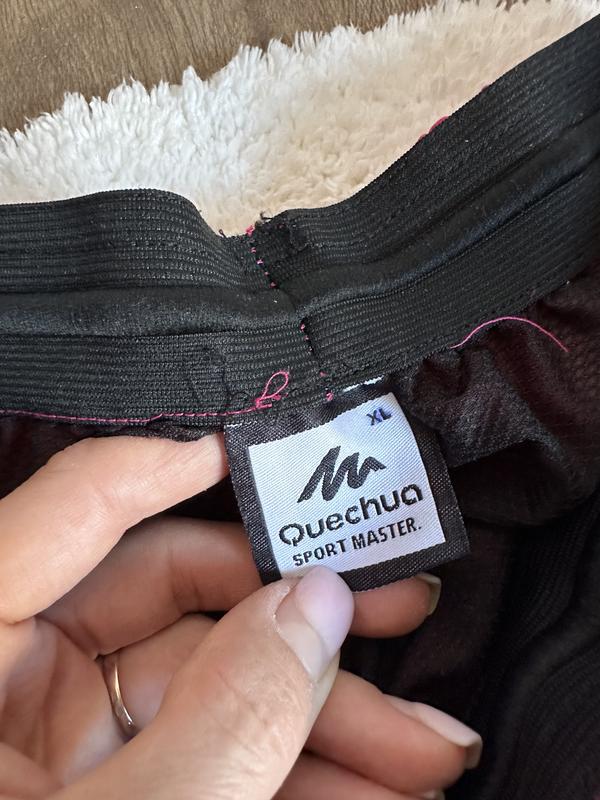 XL
Quechua
SPORT MASTER.